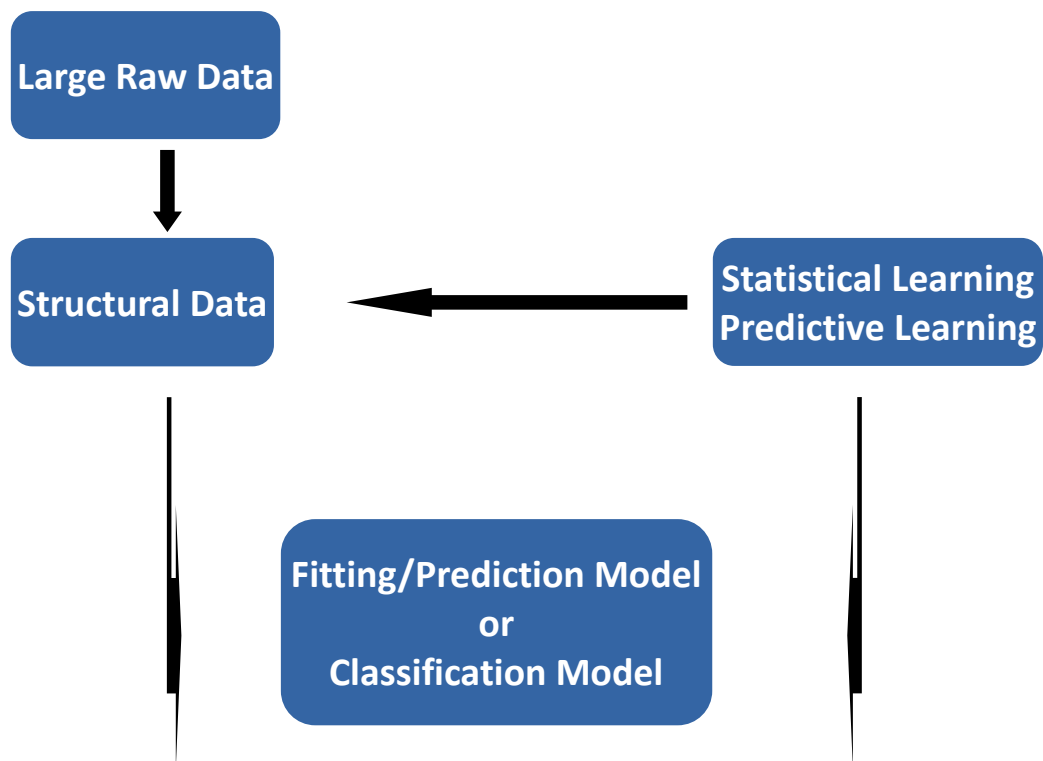 Large Raw Data
Structural Data
Statistical Learning
Predictive Learning
Fitting/Prediction Model
or
Classification Model